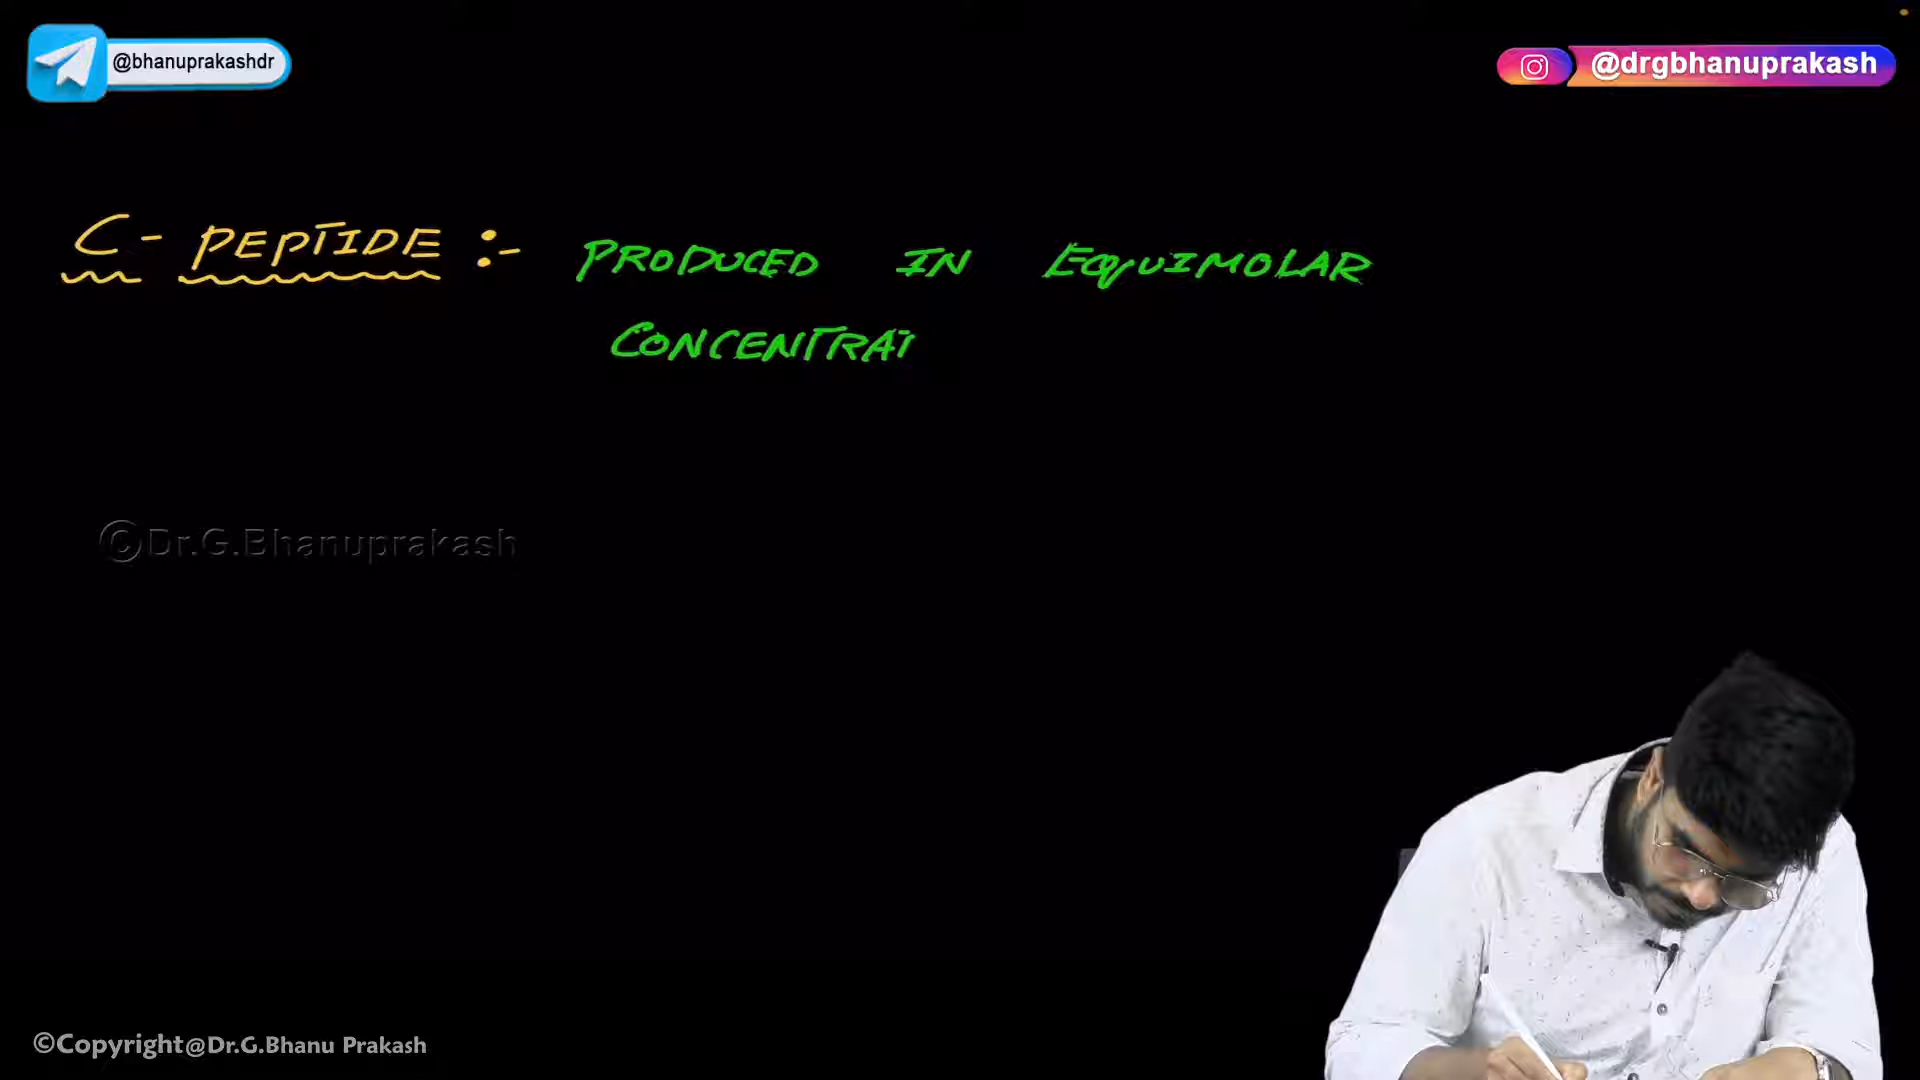 @bhanuprakashdr
@drgbhanuprakash
C- PEPTIDE :- PRODUCED IN EQUIMOLAR
CONCENTRAT
©Dr.G.Bhanuprakash
©Copyright@Dr.G.Bhanu Prakash